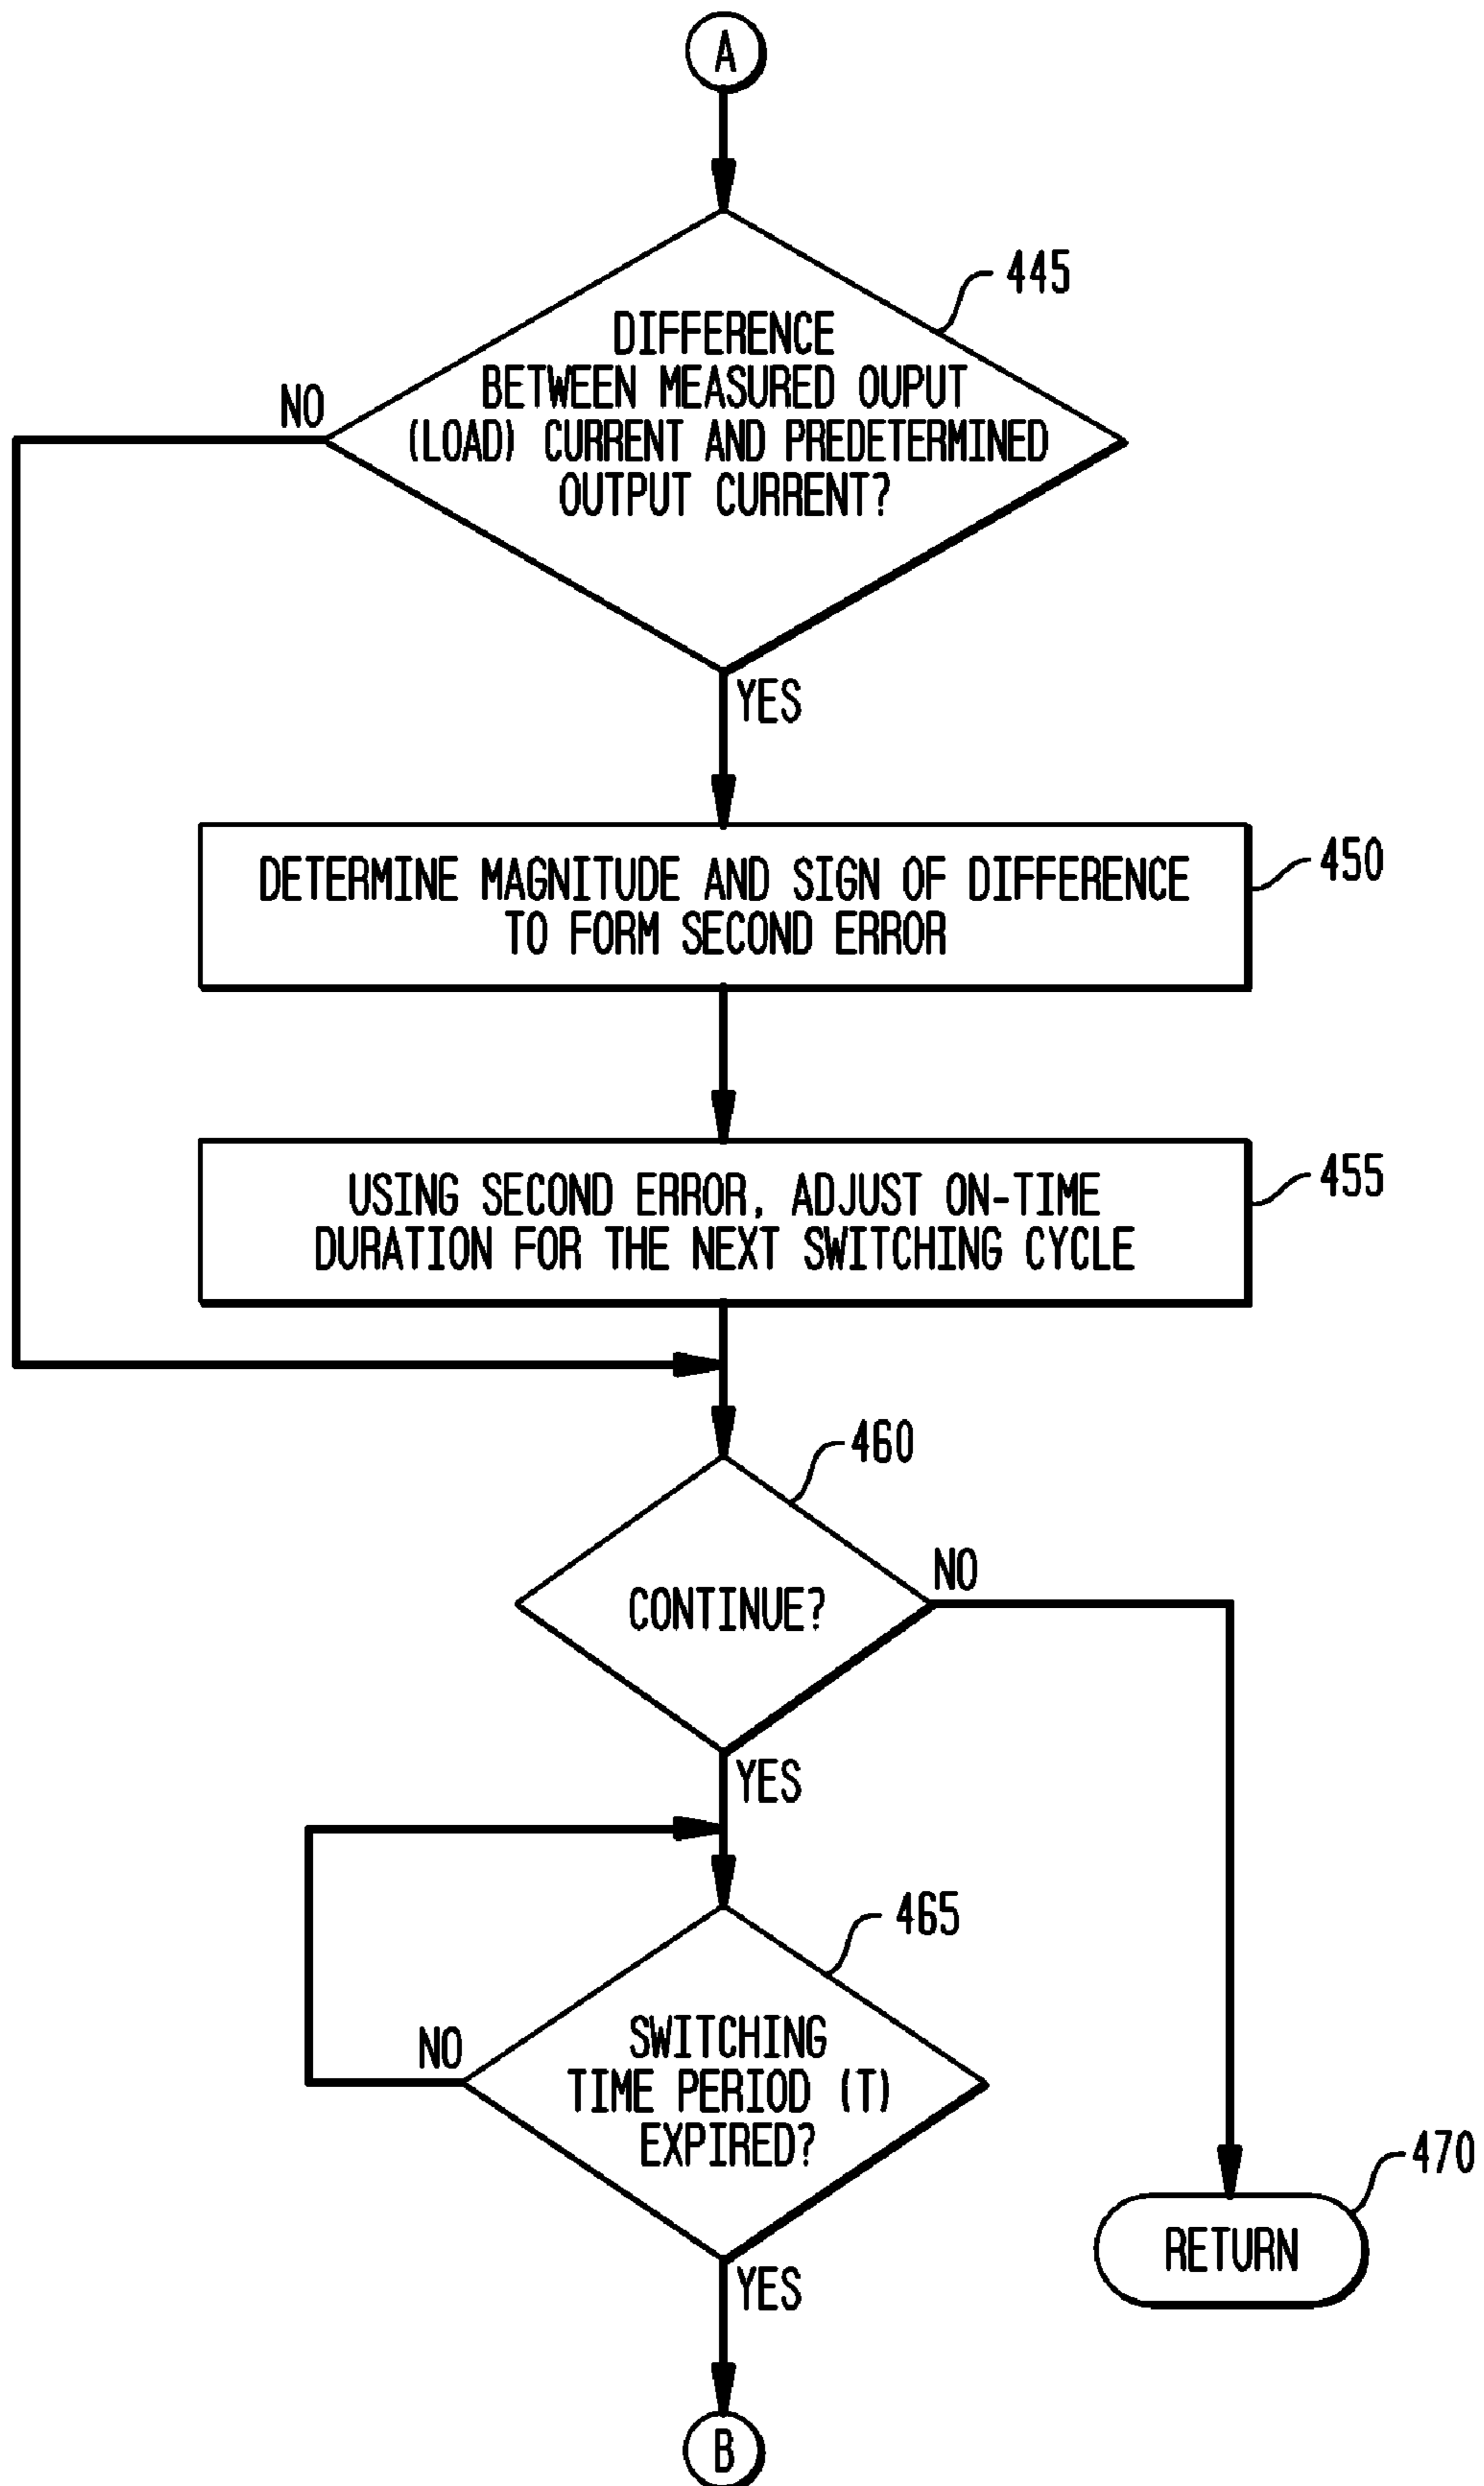 A
445
DIFFERENCE
BETWEEN MEASURED OUPUT
(LOAD) CURRENT AND PREDETERMINED
OUTPUT CURRENT?
NO
YES
450
DETERMINE MAGNITUDE AND SIGN OF DIFFERENCE
TO FORM SECOND ERROR
455
USING SECOND ERROR, ADJUST ON-TIME
DURATION FOR THE NEXT SWITCHING CYCLE
460
CONTINUE?
NO
YES
465
SWITCHING
TIME PERIOD (T)
EXPIRED?
NO
YES
470
RETURN
B